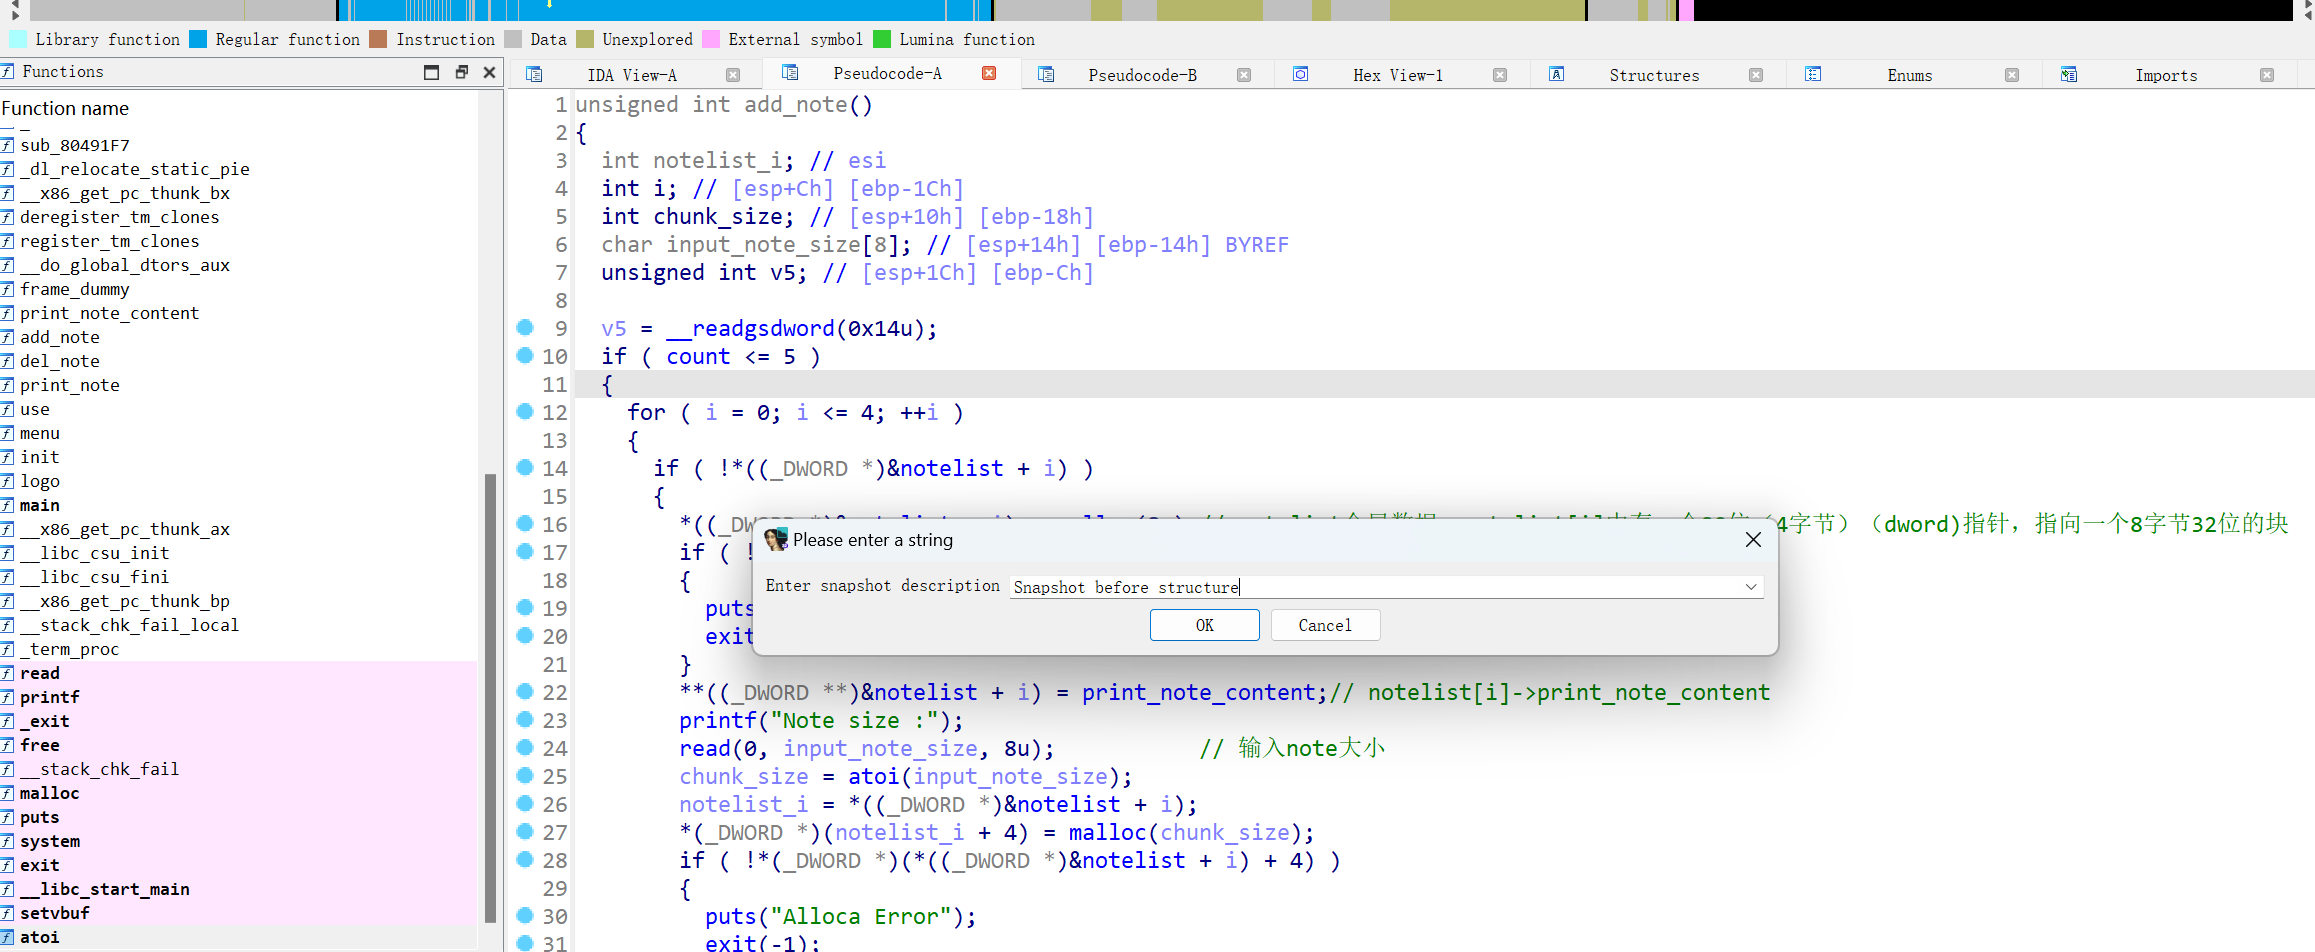 Library function Regular function Instruction Data Unexplored External symbol Lumina function
Functions
Function name
sub_80491F7
_dl_relocate_static_pie
__x86_get_pc_thunk_bx
deregister_tm_clones
register_tm_clones
__do_global_dtors_aux
frame_dummy
print_note_content
add_note
del_note
print_note
use
menu
init
logo
main
__x86_get_pc_thunk_ax
__libc_csu_init
__libc_csu_fini
__x86_get_pc_thunk_bp
__stack_chk_fail_local
_term_proc
read
printf
_exit
free
__stack_chk_fail
malloc
puts
system
exit
__libc_start_main
setvbuf
atoi
IDA View-A Pseudocode-A Pseudocode-B Hex View-1 Structures Enums Imports
1 unsigned int add_note()
2 {
3 int notelist_i; // esi
4 int i; // [esp+Ch] [ebp-1Ch]
5 int chunk_size; // [esp+10h] [ebp-18h]
6 char input_note_size[8]; // [esp+14h] [ebp-14h] BYREF
7 unsigned int v5; // [esp+1Ch] [ebp-Ch]
8
9 v5 = __readgsdword(0x14u);
10 if ( count <= 5 )
11 {
12 for ( i = 0; i <= 4; ++i )
13 {
14 if ( !*((_DWORD *)&notelist + i) )
15 {
16 *((_DW 4字节）（dword)指针，指向一个8字节32位的块
17 if ( !
18 {
19 puts
20 exit
21 }
22 **((_DWORD **)&notelist + i) = print_note_content;// notelist[i]->print_note_content
23 printf("Note size :");
24 read(0, input_note_size, 8u); // 输入note大小
25 chunk_size = atoi(input_note_size);
26 notelist_i = *((_DWORD *)&notelist + i);
27 *(_DWORD *)(notelist_i + 4) = malloc(chunk_size);
28 if ( !*(_DWORD *)(*((_DWORD *)&notelist + i) + 4) )
29 {
30 puts("Alloca Error");
31 exit(-1);
Please enter a string
Enter snapshot description Snapshot before structure
OK Cancel